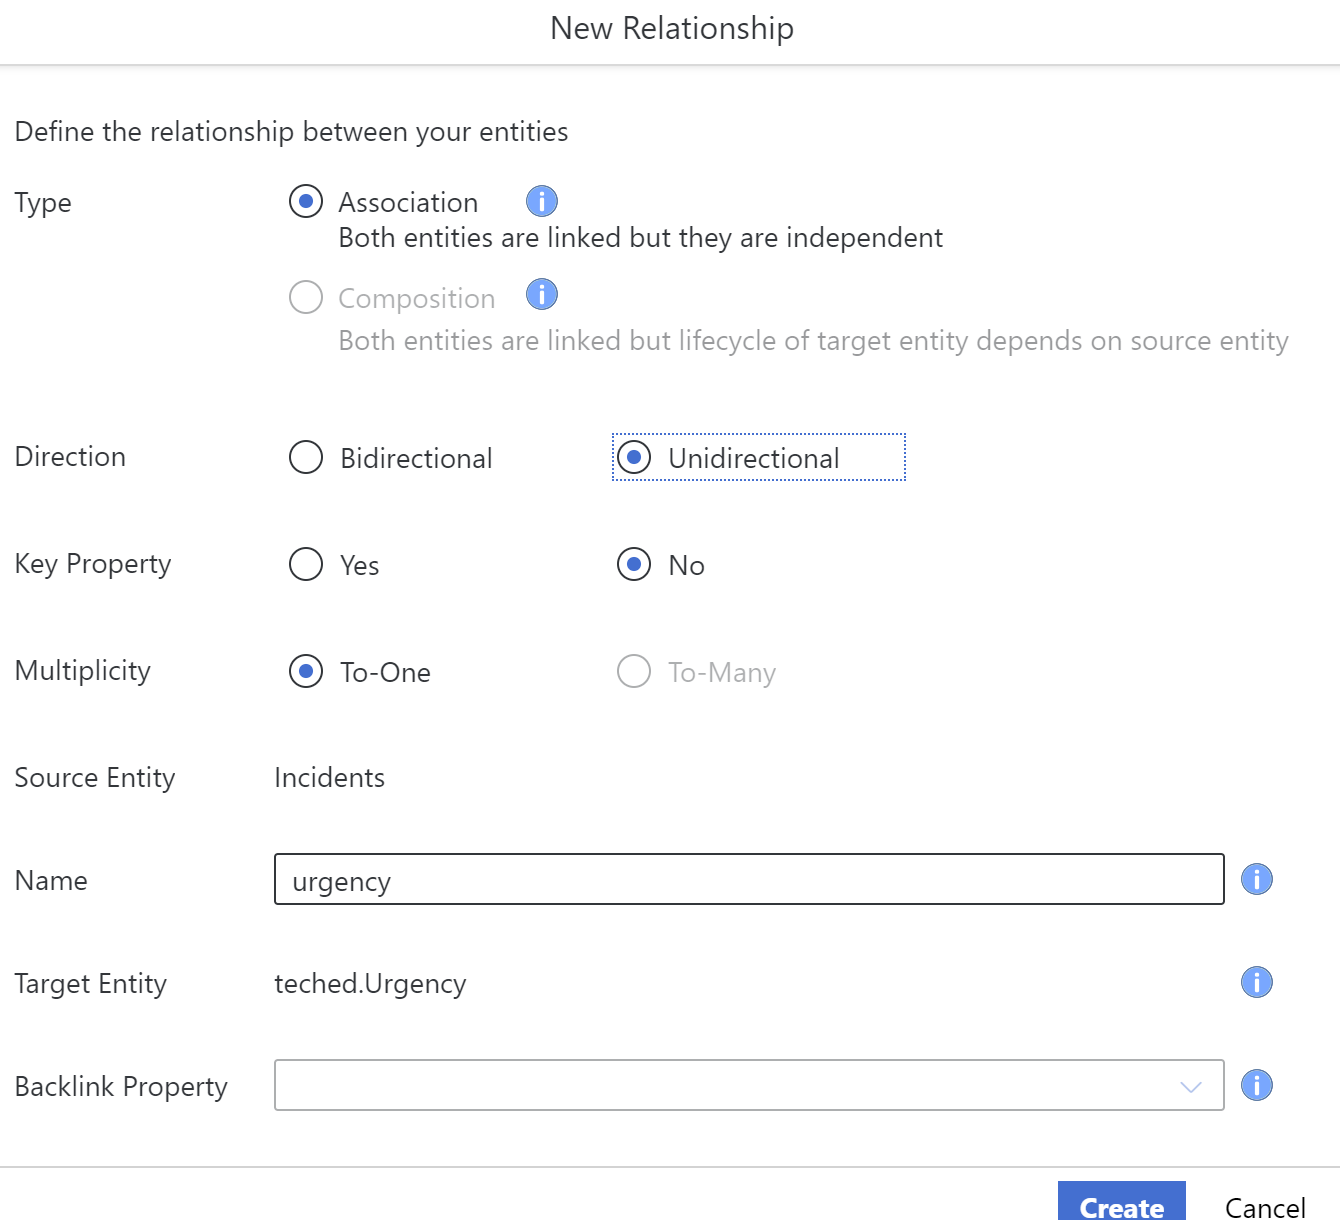 New Relationship
Define the relationship between your entities
Type
Association
Both entities are linked but they are independent
Composition
Both entities are linked but lifecycle of target entity depends on source entity
Direction
Bidirectional
Unidirectional
Key Property
Yes
No
Multiplicity
To-One
To-Many
Source Entity
Incidents
Name
urgency
Target Entity
teched.Urgency
Backlink Property
Create
Cancel